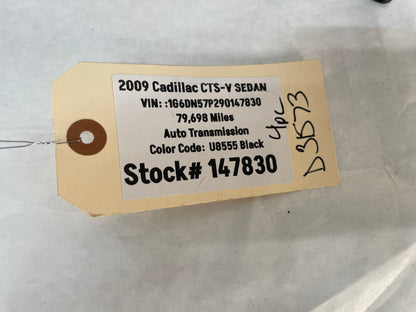 2009 Cadillac CTS-V SEDAN
VIN: :1G6DN57P290147830
79,698 Miles
Auto Transmission
Color Code: U8555 Black
Stock# 147830
4pc
D3573